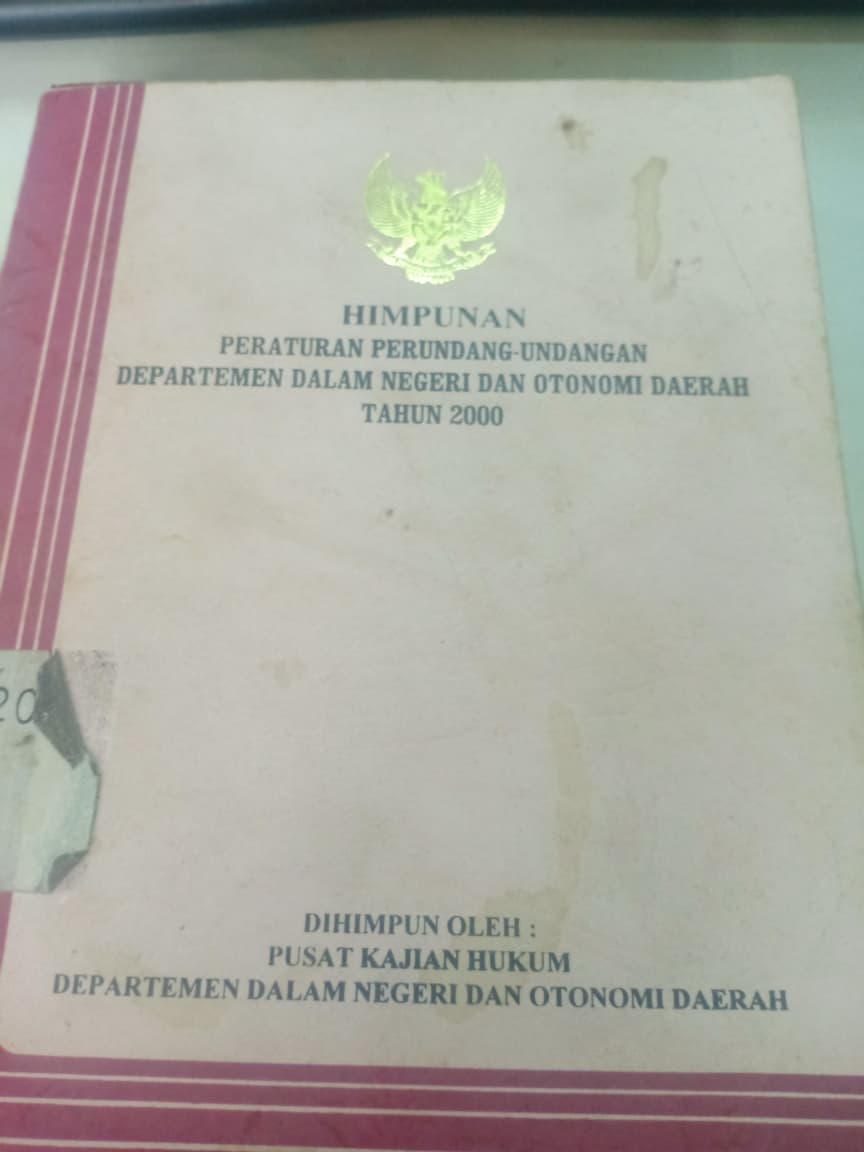 HIMPUNAN
PERATURAN PERUNDANG-UNDANGAN
DEPARTEMEN DALAM NEGERI DAN OTONOMI DAERAH
TAHUN 2000
20
DIHIMPUN OLEH :
PUSAT KAJIAN HUKUM
DEPARTEMEN DALAM NEGERI DAN OTONOMI DAERAH